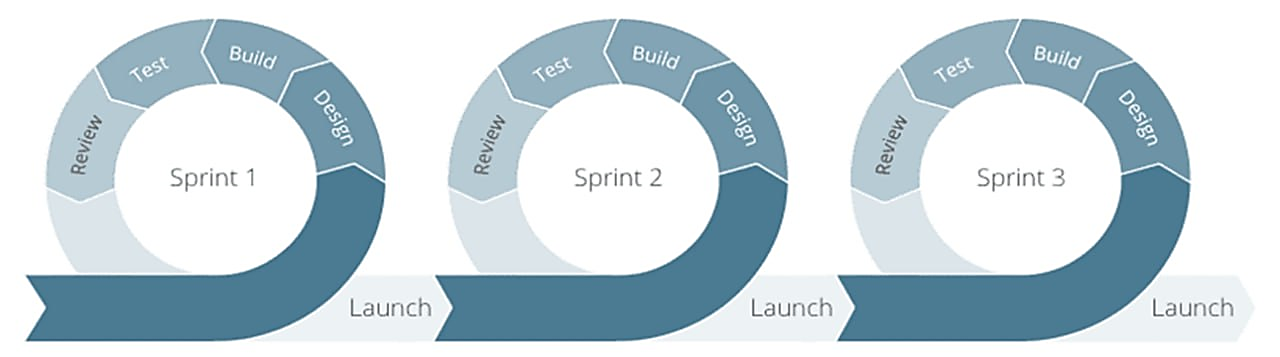 Test
Build
Design
Review
Sprint 1
Launch
Test
Build
Design
Review
Sprint 2
Launch
Test
Build
Design
Review
Sprint 3
Launch